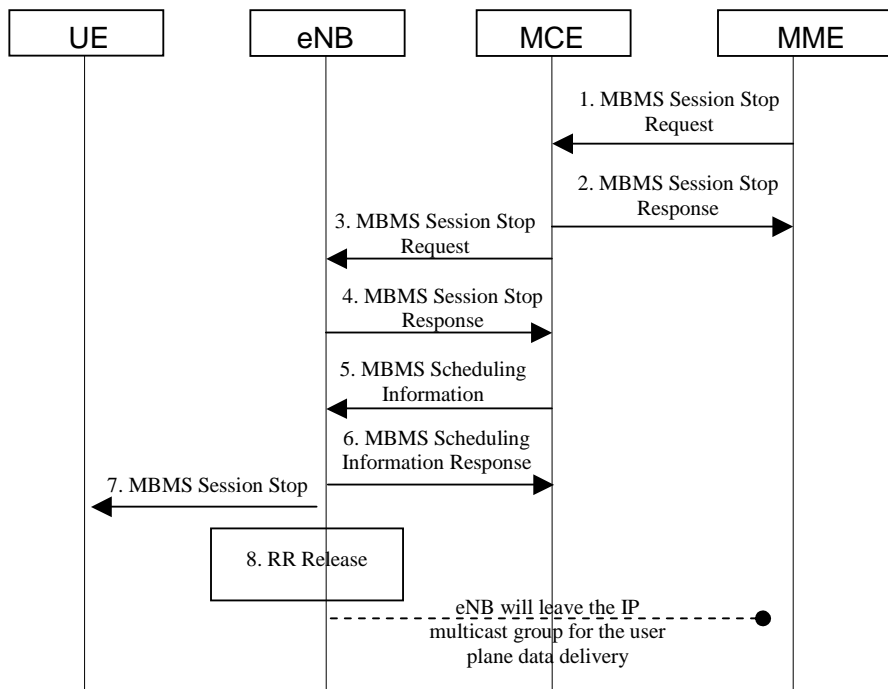 UE
eNB
MCE
MME
1. MBMS Session Stop
Request
2. MBMS Session Stop
Response
3. MBMS Session Stop
Request
4. MBMS Session Stop
Response
5. MBMS Scheduling
Information
6. MBMS Scheduling
Information Response
7. MBMS Session Stop
8. RR Release
eNB will leave the IP
multicast group for the user
plane data delivery